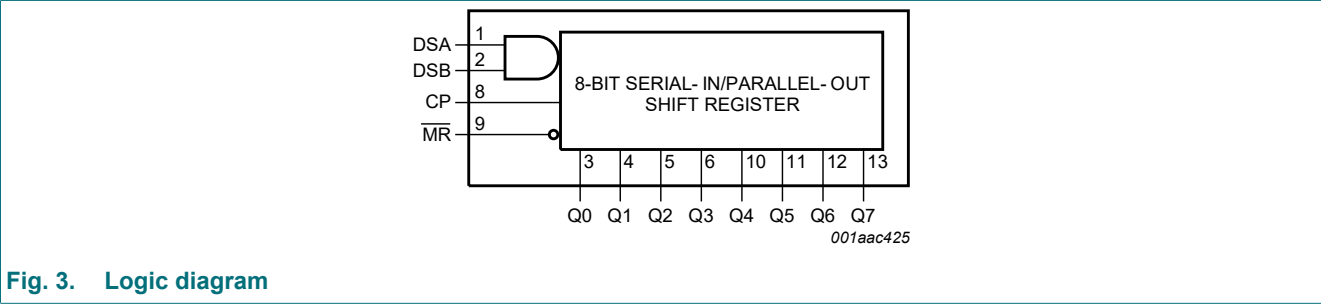 DSA 1
DSB 2
8-BIT SERIAL- IN/PARALLEL- OUT
SHIFT REGISTER
CP 8
MR 9
3 4 5 6 10 11 12 13
Q0 Q1 Q2 Q3 Q4 Q5 Q6 Q7
001aac425
Fig. 3. Logic diagram